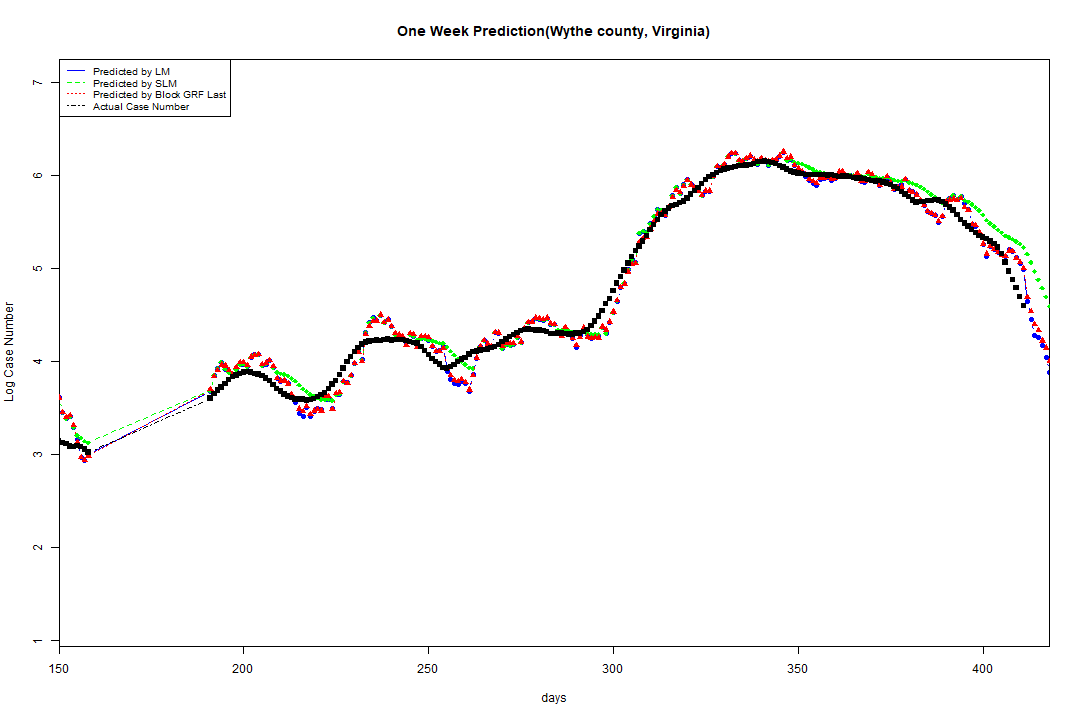 One Week Prediction(Wythe county, Virginia)
Predicted by LM
Predicted by SLM
Predicted by Block GRF Last
Actual Case Number
7
6
5
4
3
2
1
Log Case Number
150 200 250 300 350 400
days